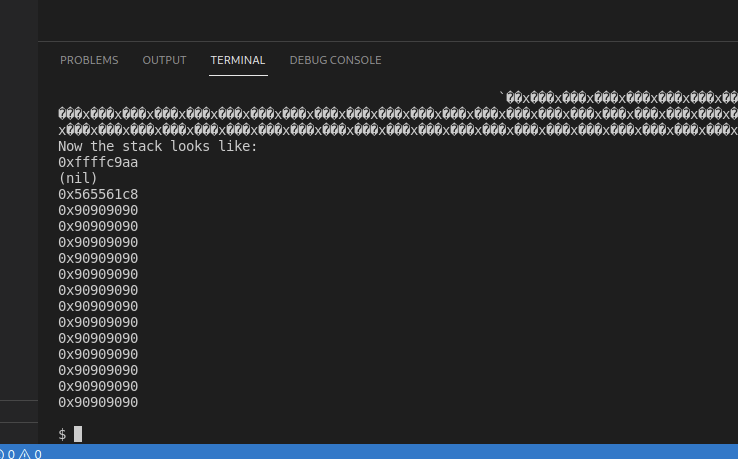 PROBLEMS OUTPUT TERMINAL DEBUG CONSOLE
`��x���x���x���x���x���x���x���x
���x���x���x���x���x���x���x���x���x���x���x���x���x���x���x���x���x���x���x���x���x
x���x���x���x���x���x���x���x���x���x���x���x���x���x���x���x���x���x���x���x���x���x
Now the stack looks like:
0xffffc9aa
(nil)
0x565561c8
0x90909090
0x90909090
0x90909090
0x90909090
0x90909090
0x90909090
0x90909090
0x90909090
0x90909090
0x90909090
0x90909090
0x90909090
0x90909090
$
0 0